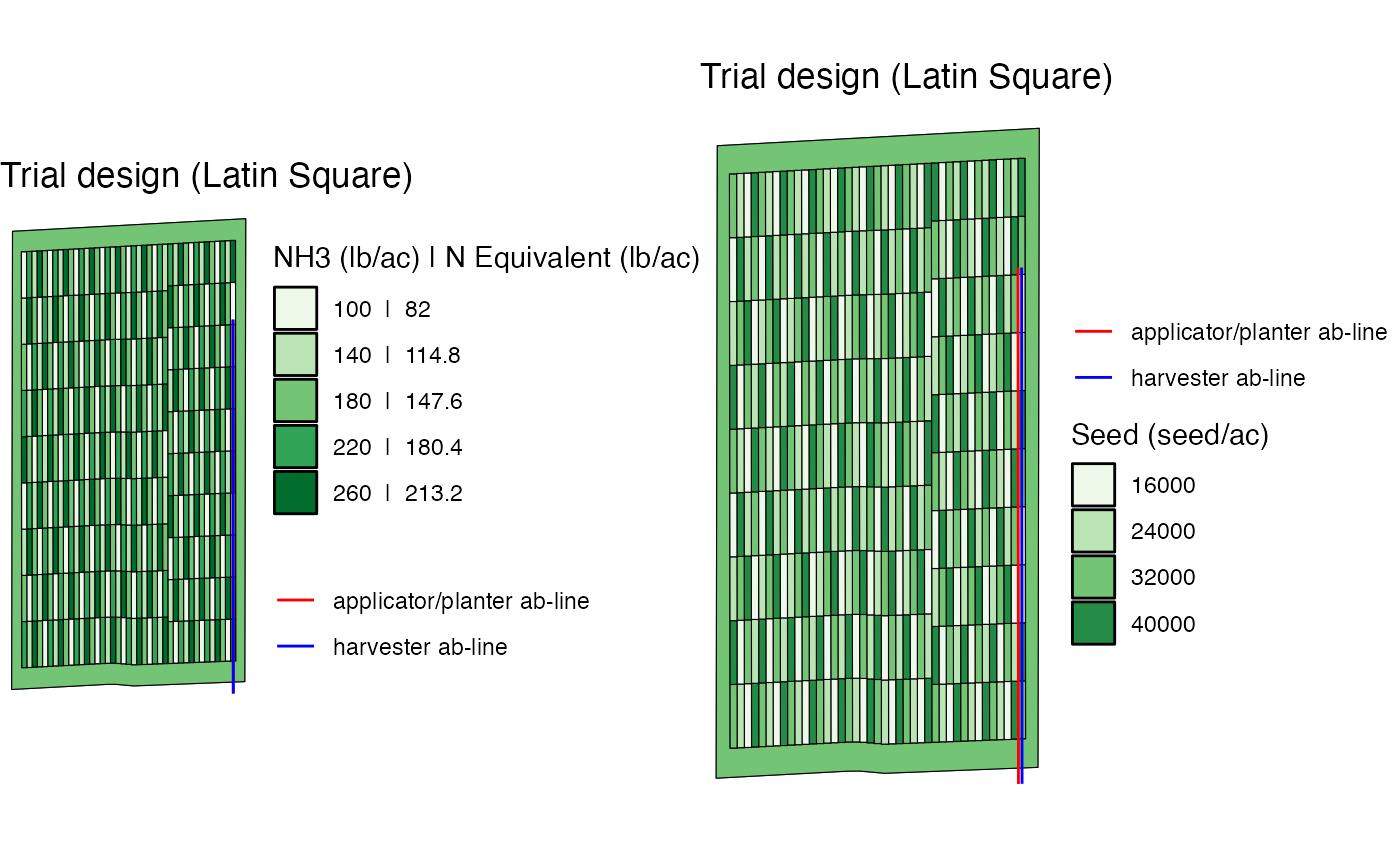 Trial design (Latin Square)
NH3 (lb/ac) | N Equivalent (lb/ac)
100 | 82
140 | 114.8
180 | 147.6
220 | 180.4
260 | 213.2
applicator/planter ab-line
harvester ab-line
Trial design (Latin Square)
applicator/planter ab-line
harvester ab-line
Seed (seed/ac)
16000
24000
32000
40000